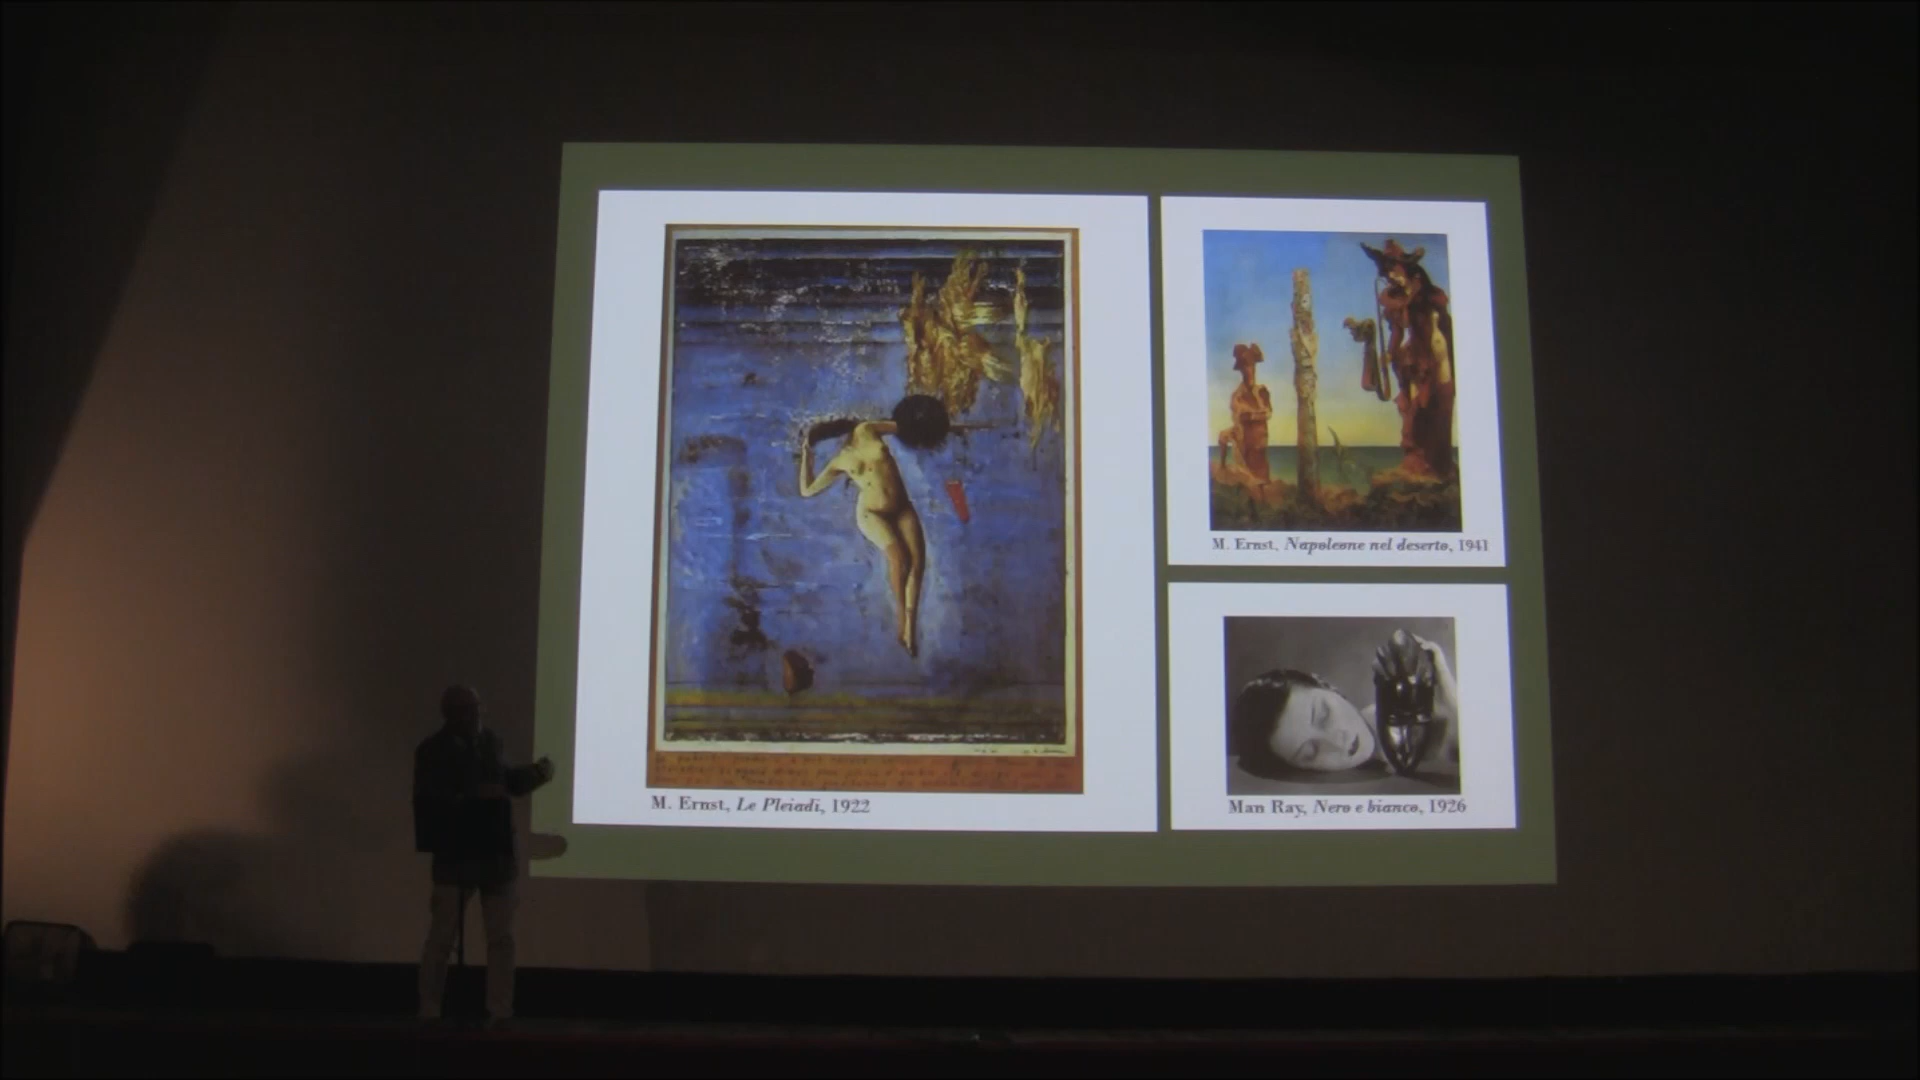 M. Ernst, Le Pleiadi, 1922
M. Ernst, Napoleone nel deserto, 1941
Man Ray, Nero e bianco, 1926